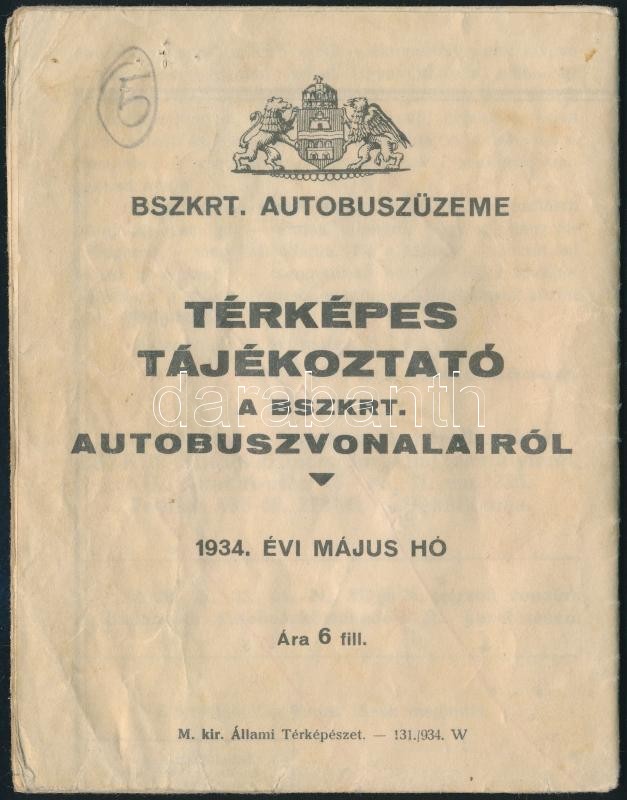 5
BSZKRT. AUTOBUSZÜZEME
TÉRKÉPES
TÁJÉKOZTATÓ
A BSZKRT.
darabanth
AUTOBUSZVONALAIRÓL
1934. ÉVI MÁJUS HÓ
Ára 6 fill.
M. kir. Állami Térképészet. — 131./934. W